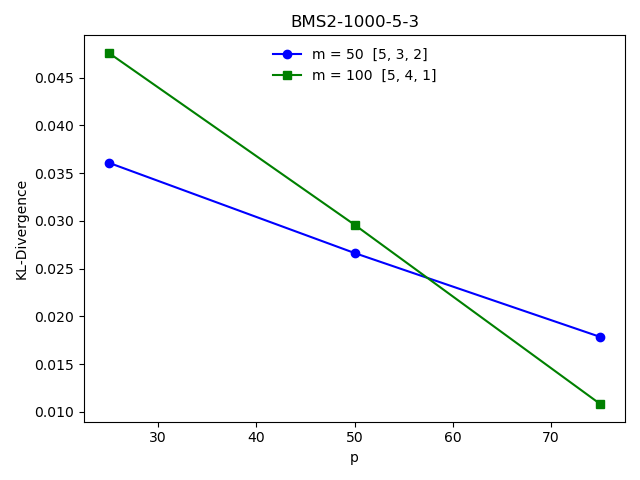 BMS2-1000-5-3
m = 50  [5, 3, 2]
m = 100  [5, 4, 1]
KL-Divergence
0.045
0.040
0.035
0.030
0.025
0.020
0.015
0.010
30 40 50 60 70
p